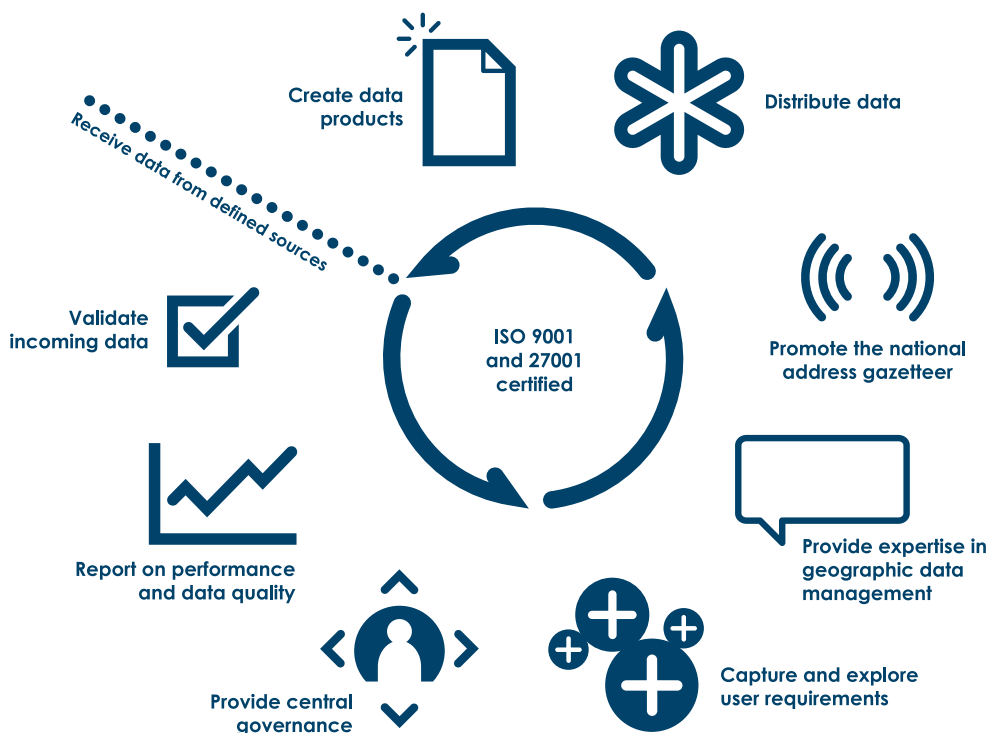 Create data
products
Distribute data
Receive data from defined sources
Validate
incoming data
ISO 9001
and 27001
certified
Promote the national
address gazetteer
Report on performance
and data quality
Provide expertise in
geographic data
management
Provide central
governance
Capture and explore
user requirements